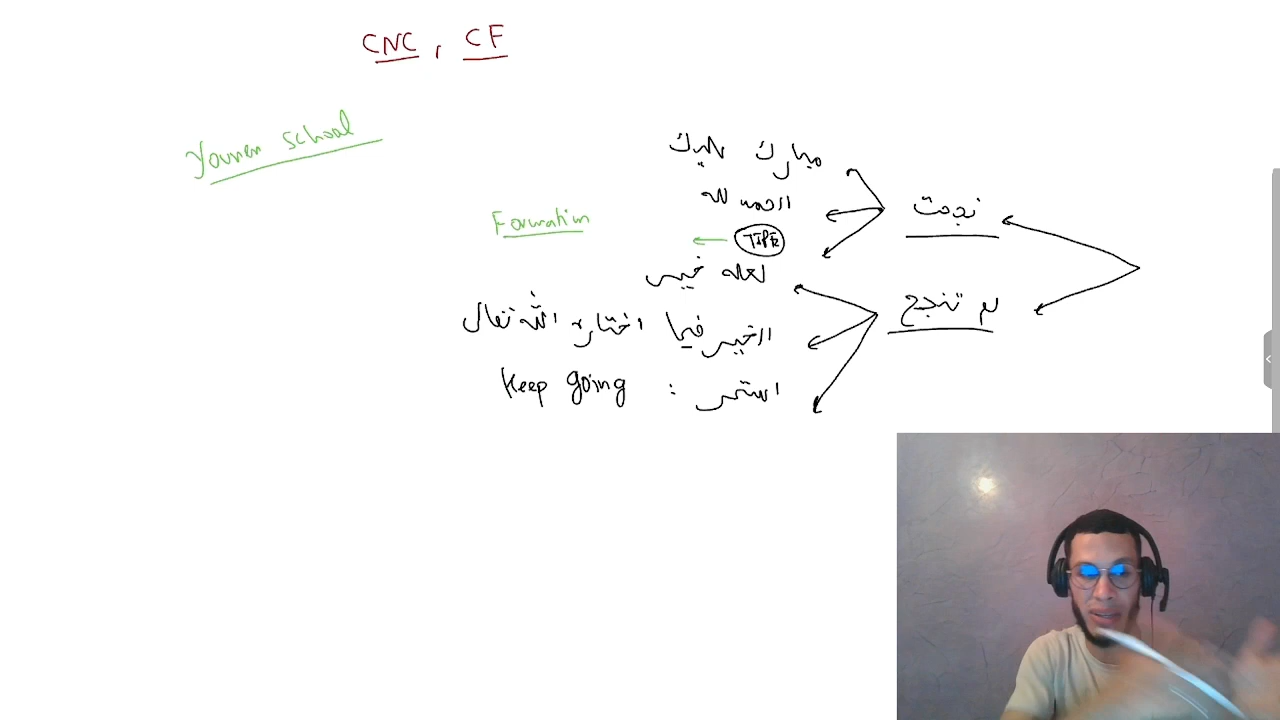 CNC , CF
Younes school
نجحت
مبارك عليك
الحمد لله
TIPE
Formation
لم تنجح
لعله خير
الخير فيما اختاره الله تعالى
استمر : Keep going